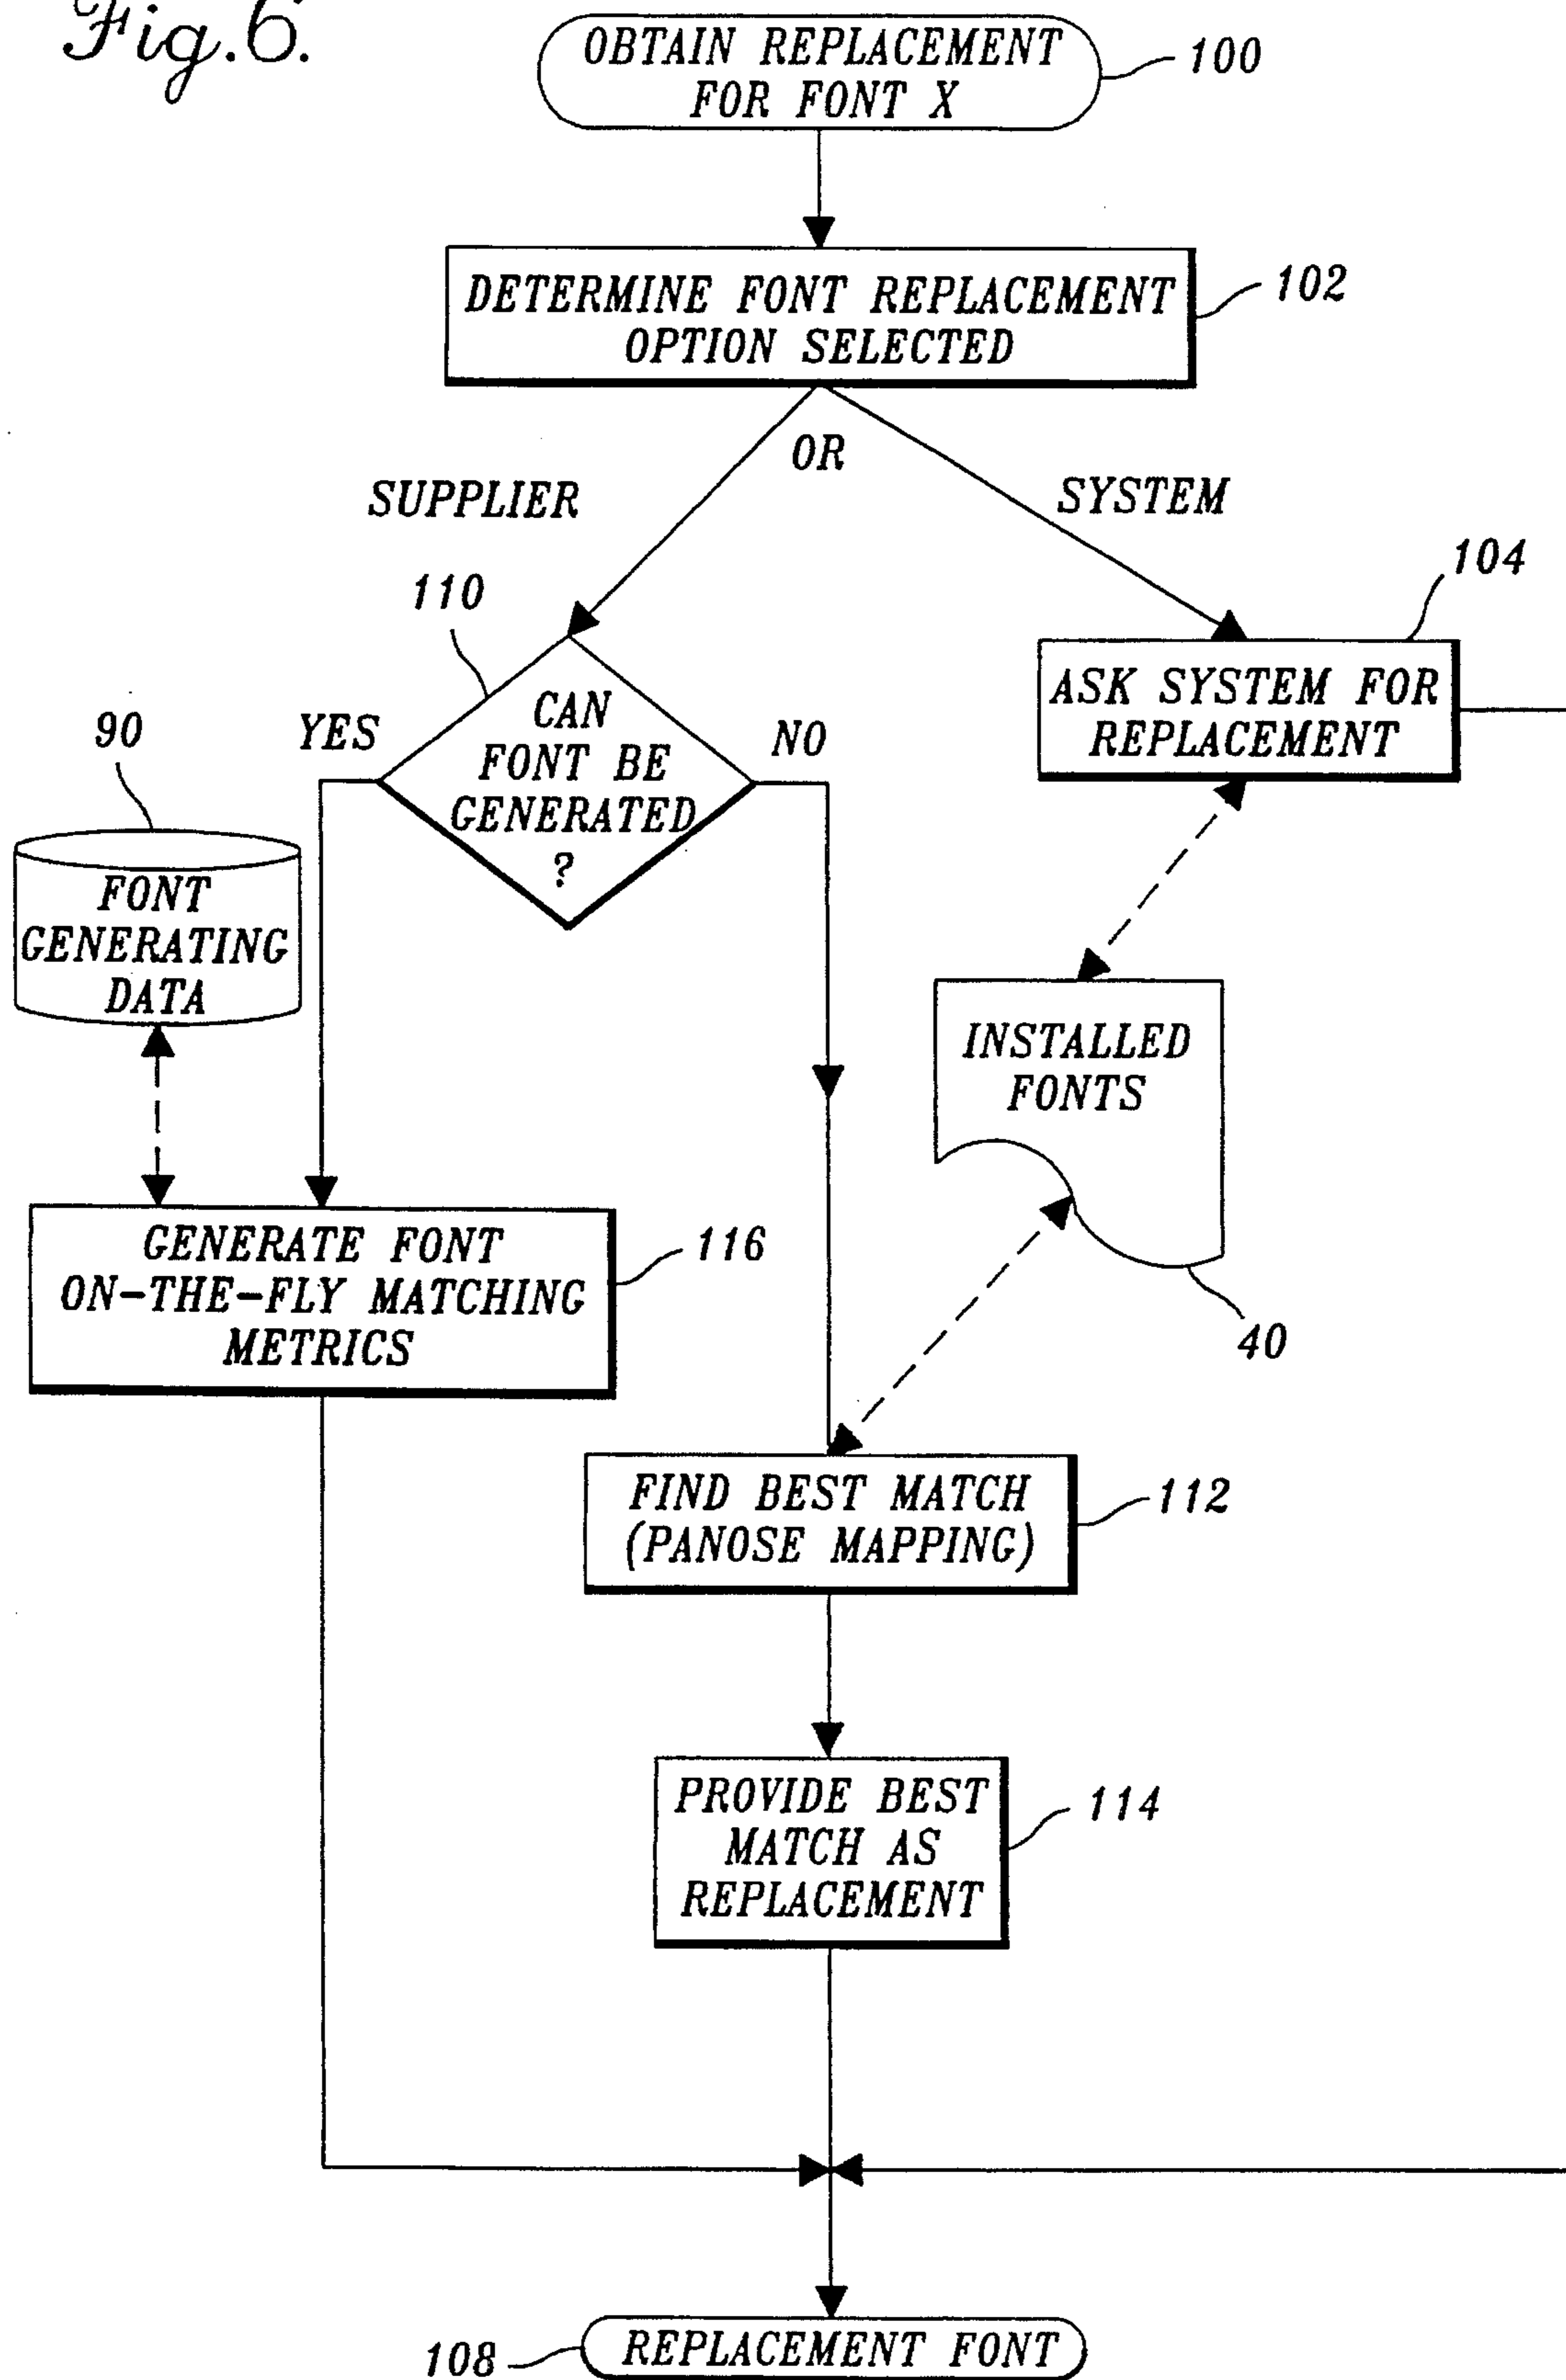 Fig. 6.
OBTAIN REPLACEMENT
FOR FONT X
100
DETERMINE FONT REPLACEMENT
OPTION SELECTED
102
OR
SUPPLIER
SYSTEM
110
104
CAN
FONT BE
GENERATED
?
YES
NO
ASK SYSTEM FOR
REPLACEMENT
90
FONT
GENERATING
DATA
INSTALLED
FONTS
40
GENERATE FONT
ON-THE-FLY MATCHING
METRICS
116
FIND BEST MATCH
(PANOSE MAPPING)
112
PROVIDE BEST
MATCH AS
REPLACEMENT
114
108
REPLACEMENT FONT